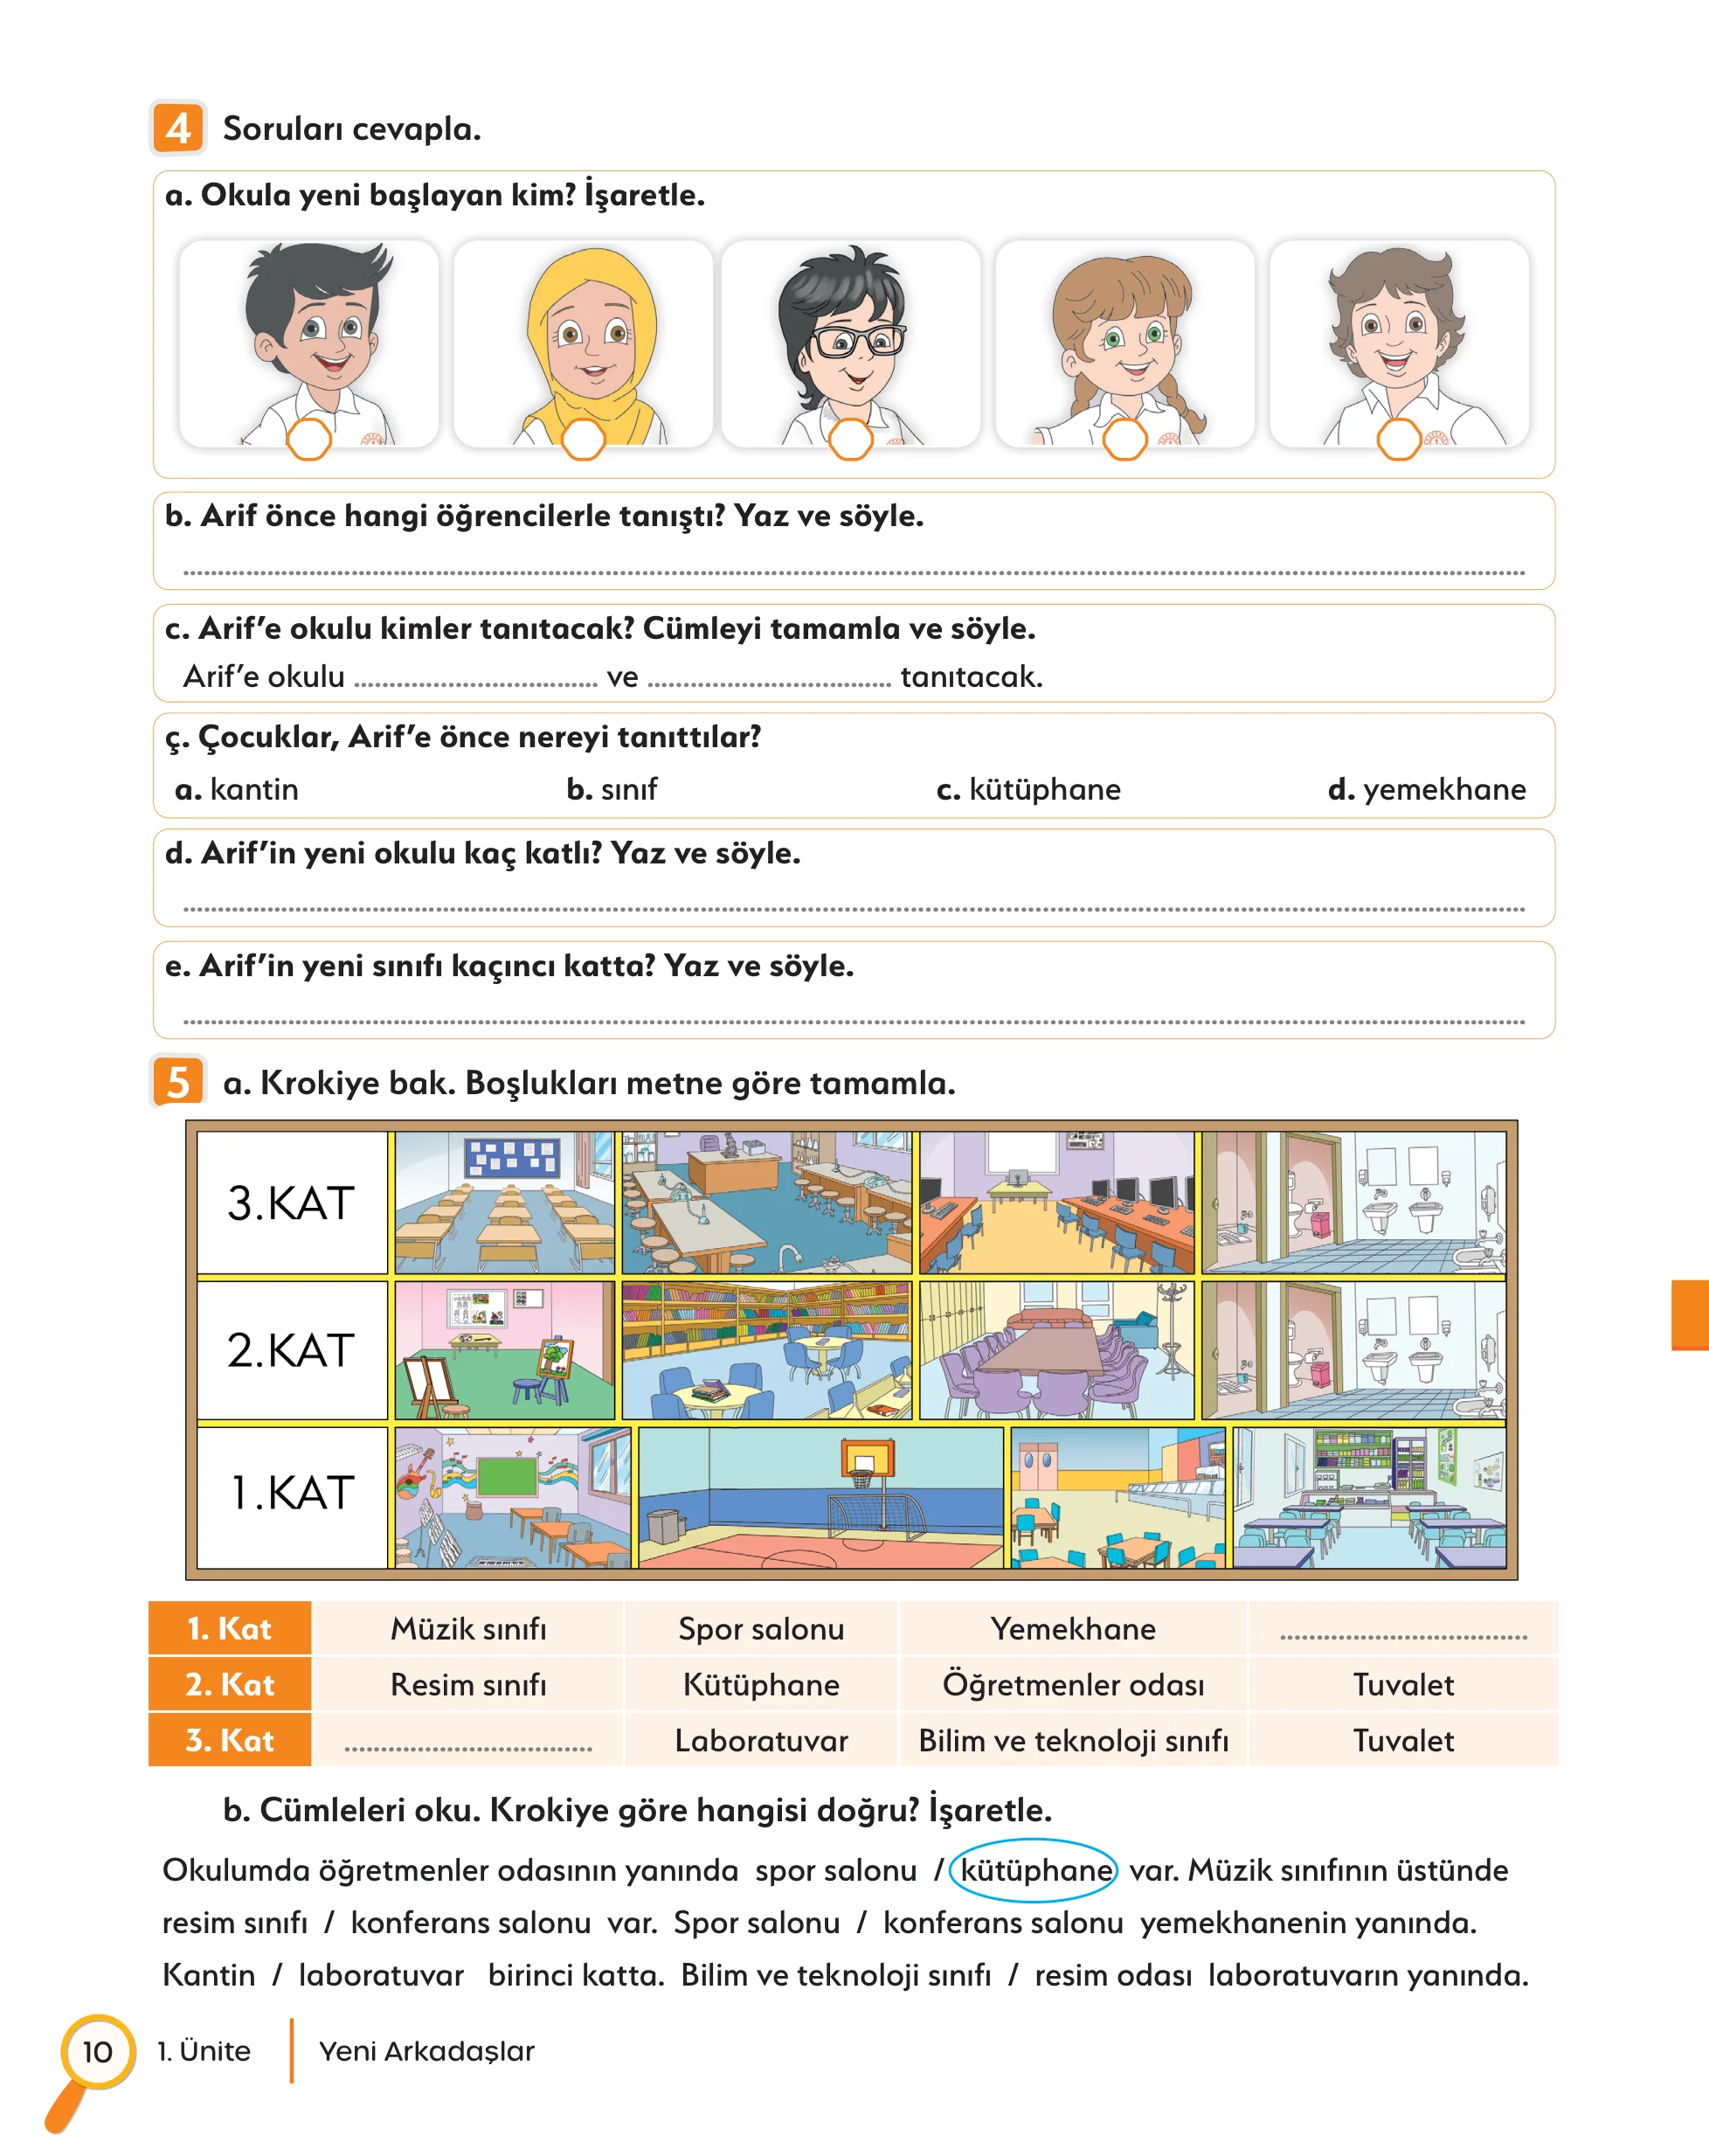 4 Soruları cevapla.
a. Okula yeni başlayan kim? İşaretle.
b. Arif önce hangi öğrencilerle tanıştı? Yaz ve söyle.
c. Arif’e okulu kimler tanıtacak? Cümleyi tamamla ve söyle.
Arif’e okulu ................................. ve ................................. tanıtacak.
ç. Çocuklar, Arif’e önce nereyi tanıttılar?
a. kantin b. sınıf c. kütüphane d. yemekhane
d. Arif’in yeni okulu kaç katlı? Yaz ve söyle.
e. Arif’in yeni sınıfı kaçıncı katta? Yaz ve söyle.
5 a. Krokiye bak. Boşlukları metne göre tamamla.
3.KAT
2.KAT
1.KAT
1. Kat Müzik sınıfı Spor salonu Yemekhane .................................
2. Kat Resim sınıfı Kütüphane Öğretmenler odası Tuvalet
3. Kat ................................. Laboratuvar Bilim ve teknoloji sınıfı Tuvalet
b. Cümleleri oku. Krokiye göre hangisi doğru? İşaretle.
Okulumda öğretmenler odasının yanında spor salonu / kütüphane var. Müzik sınıfının üstünde
resim sınıfı / konferans salonu var. Spor salonu / konferans salonu yemekhanenin yanında.
Kantin / laboratuvar birinci katta. Bilim ve teknoloji sınıfı / resim odası laboratuvarın yanında.
10 1. Ünite Yeni Arkadaşlar